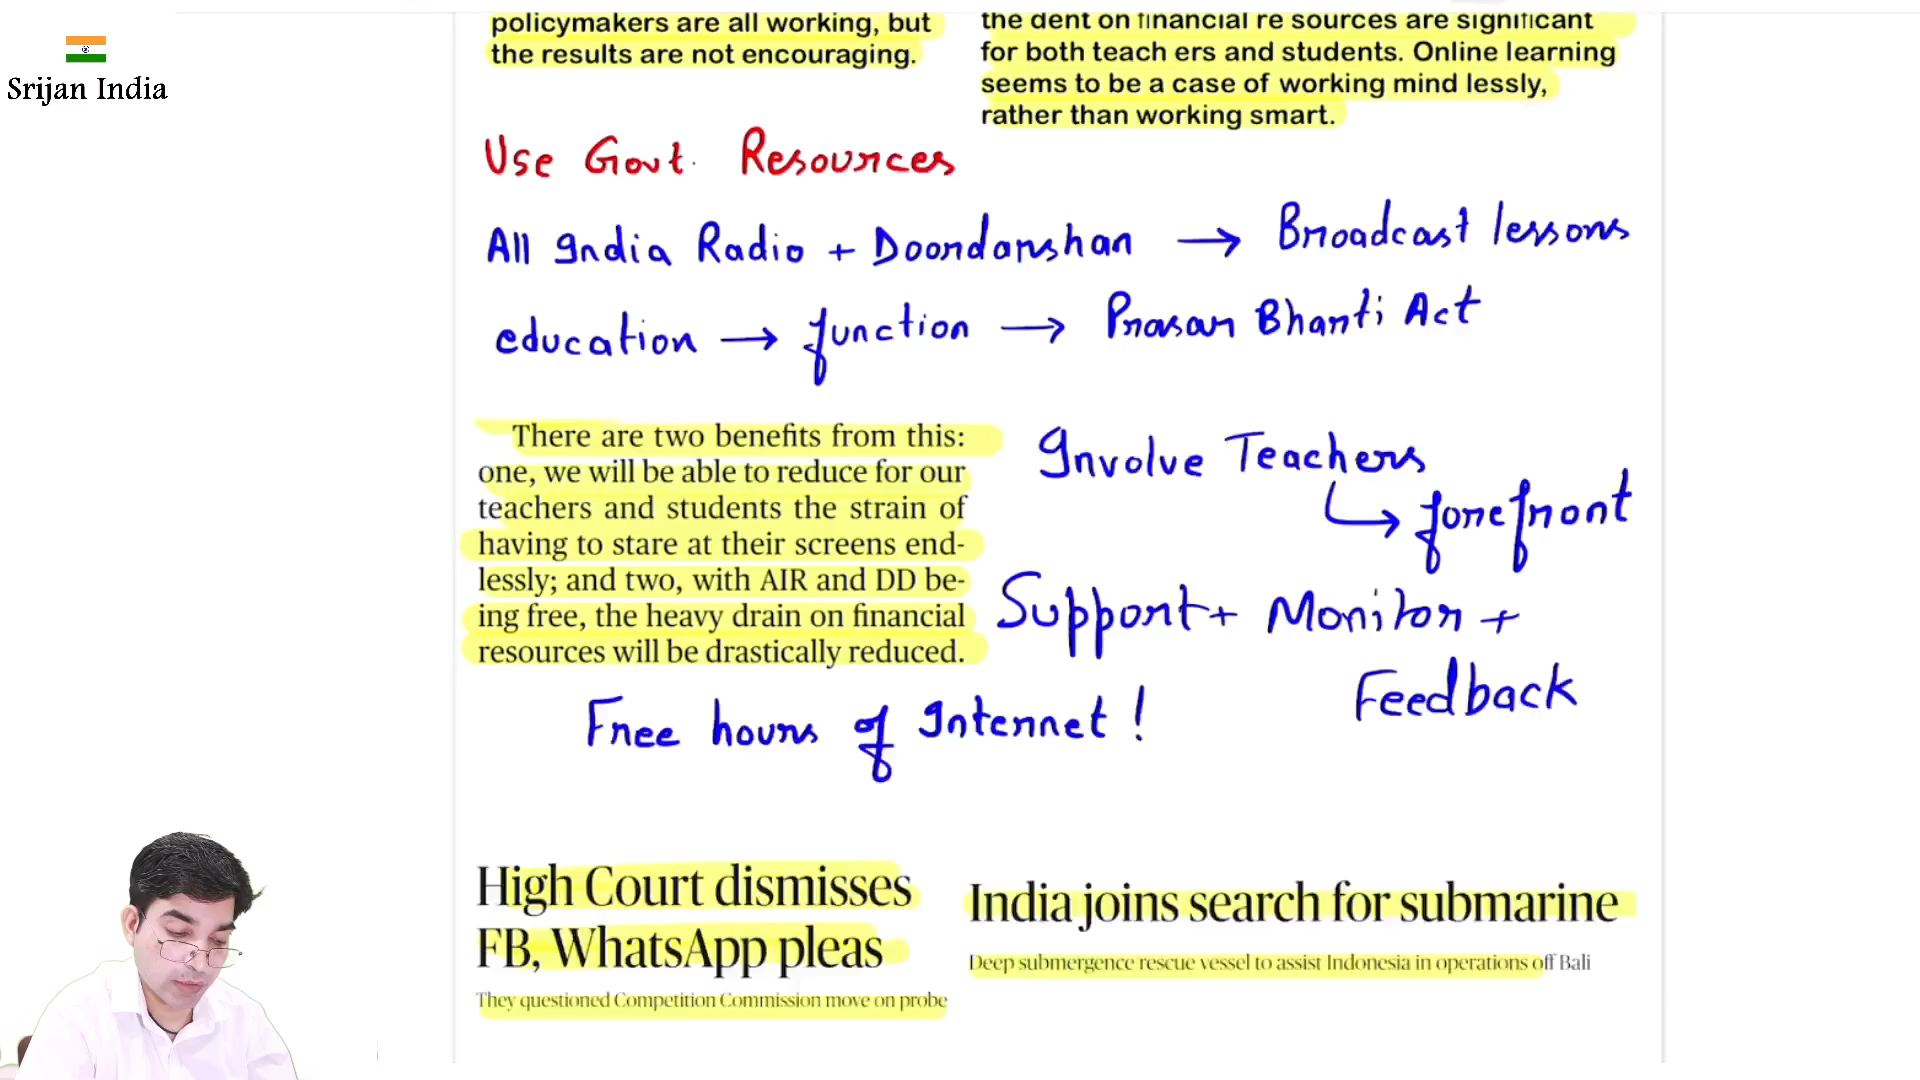 Srijan India
policymakers are all working, but
the results are not encouraging.
the dent on financial re sources are significant
for both teach ers and students. Online learning
seems to be a case of working mind lessly,
rather than working smart.
Use Govt. Resources
All India Radio + Doordarshan → Broadcast lessons
education → function → Prasar Bharti Act
There are two benefits from this:
one, we will be able to reduce for our
teachers and students the strain of
having to stare at their screens end-
lessly; and two, with AIR and DD be-
ing free, the heavy drain on financial
resources will be drastically reduced.
Involve Teachers
→ forefront
Support + Monitor +
Feedback
Free hours of Internet !
High Court dismisses
FB, WhatsApp pleas
They questioned Competition Commission move on probe
India joins search for submarine
Deep submergence rescue vessel to assist Indonesia in operations off Bali